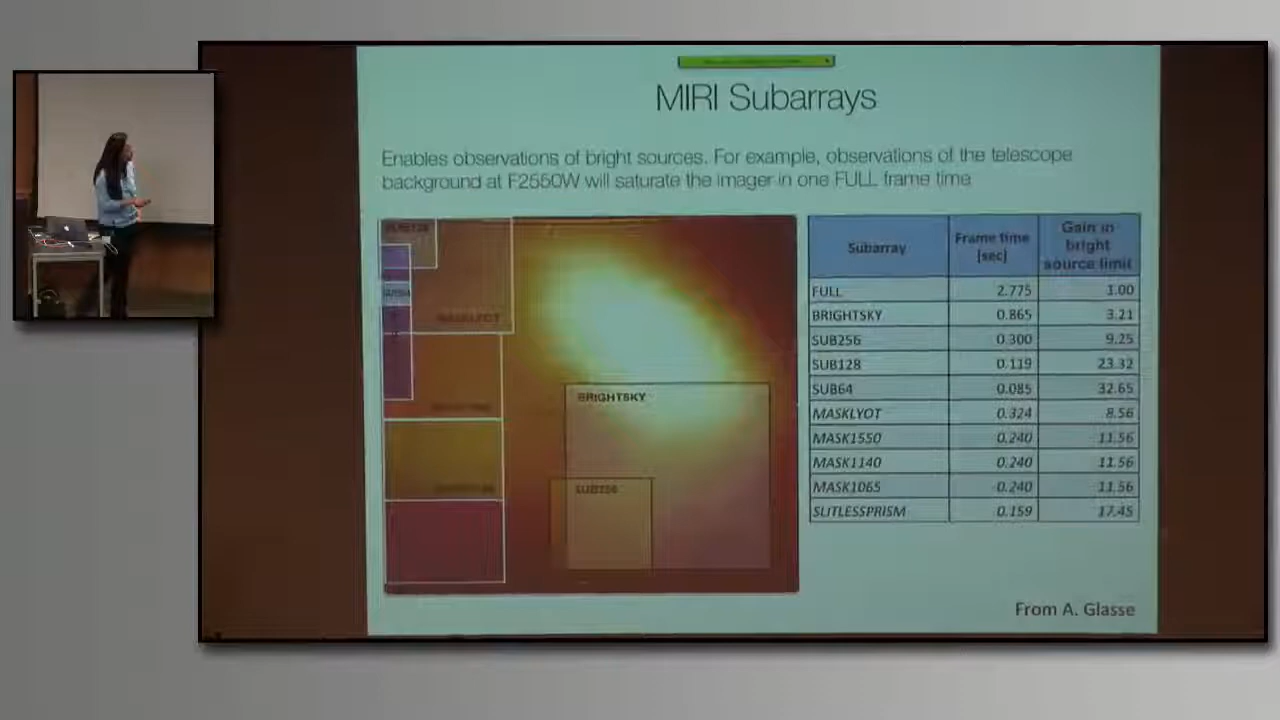 MIRI Subarrays
Enables observations of bright sources. For example, observations of the telescope
background at F2550W will saturate the imager in one FULL frame time
MASKLYOT
BRIGHTSKY
SUB256
Subarray Frame time [sec] Gain in bright source limit
FULL 2.775 1.00
BRIGHTSKY 0.865 3.21
SUB256 0.300 9.25
SUB128 0.119 23.32
SUB64 0.085 32.65
MASKLYOT 0.324 8.56
MASK1550 0.240 11.56
MASK1140 0.240 11.56
MASK1065 0.240 11.56
SLITLESSPRISM 0.159 17.45
From A. Glasse